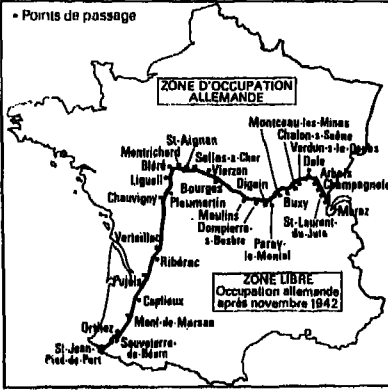 • Points de passage
ZONE D'OCCUPATION
ALLEMANDE
Montceau-les-Mines
Chalon-s-Saône
Verdun-s-le-Doubs
Dole
Arbois
Champagnole
St-Aignan
Montrichard
Bléré
Selles-s-Cher
Vierzon
Ligueil
Bourges
Digoin
Chauvigny
Pleumartin
Buxy
Moulins
St-Laurent-
du-Jura
Dompierre-
s-Besbre
Paray-
le-Monial
Verteillac
Ribérac
ZONE LIBRE
Occupation allemande
après novembre 1942
Pujols
Captieux
Orthez
Mont-de-Marsan
St-Jean-
Pied-de-Port
Sauveterre-
de-Béarn